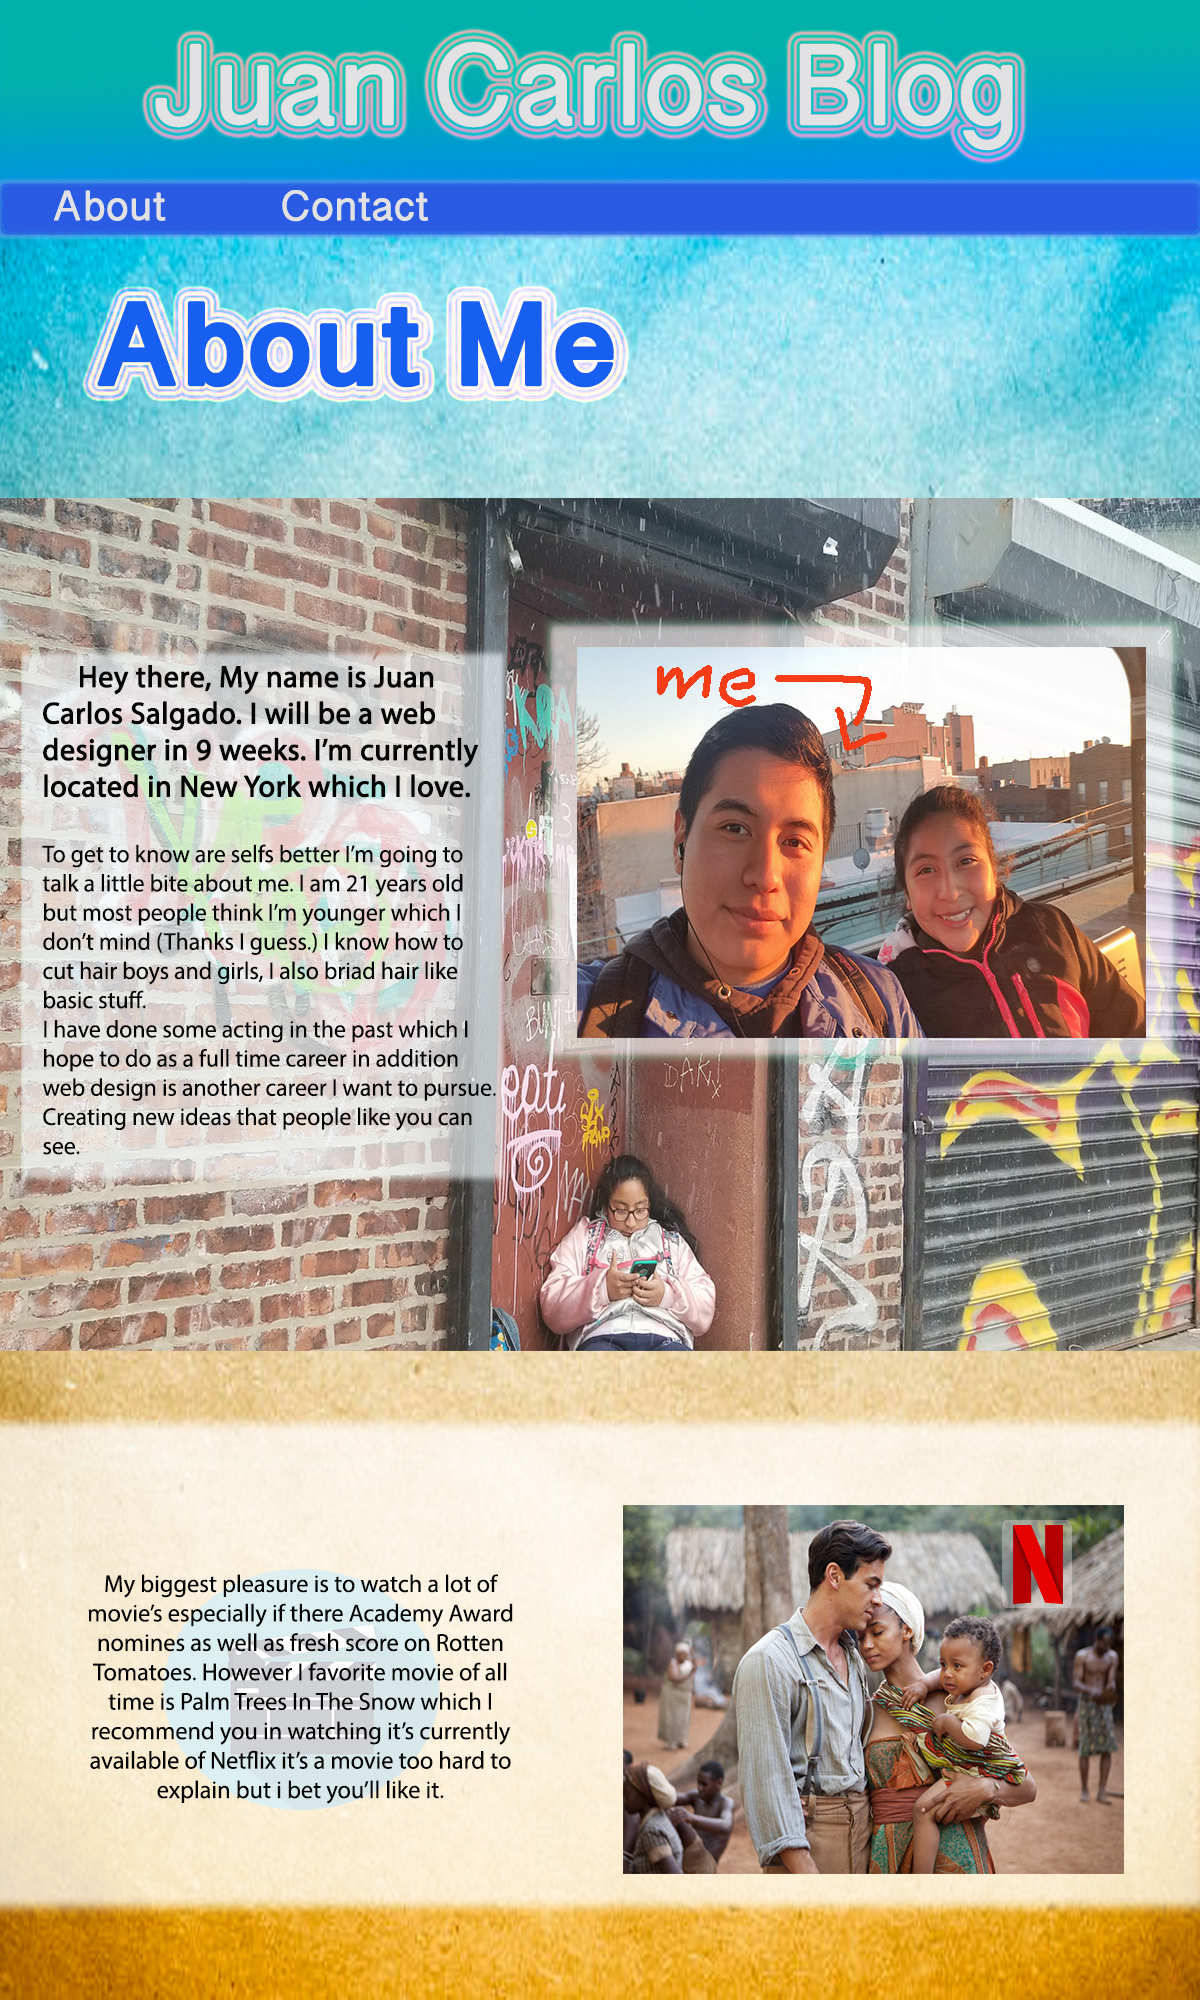 Juan Carlos Blog
About Contact
About Me
Hey there, My name is Juan
Carlos Salgado. I will be a web
designer in 9 weeks. I'm currently
located in New York which I love.
To get to know are selfs better I'm going to
talk a little bite about me. I am 21 years old
but most people think I'm younger which I
don't mind (Thanks I guess.) I know how to
cut hair boys and girls, I also briad hair like
basic stuff.
I have done some acting in the past which I
hope to do as a full time career in addition
web design is another career I want to pursue.
Creating new ideas that people like you can
see.
me
DAK!
My biggest pleasure is to watch a lot of
movie's especially if there Academy Award
nomines as well as fresh score on Rotten
Tomatoes. However I favorite movie of all
time is Palm Trees In The Snow which I
recommend you in watching it's currently
available of Netflix it's a movie too hard to
explain but i bet you'll like it.
N